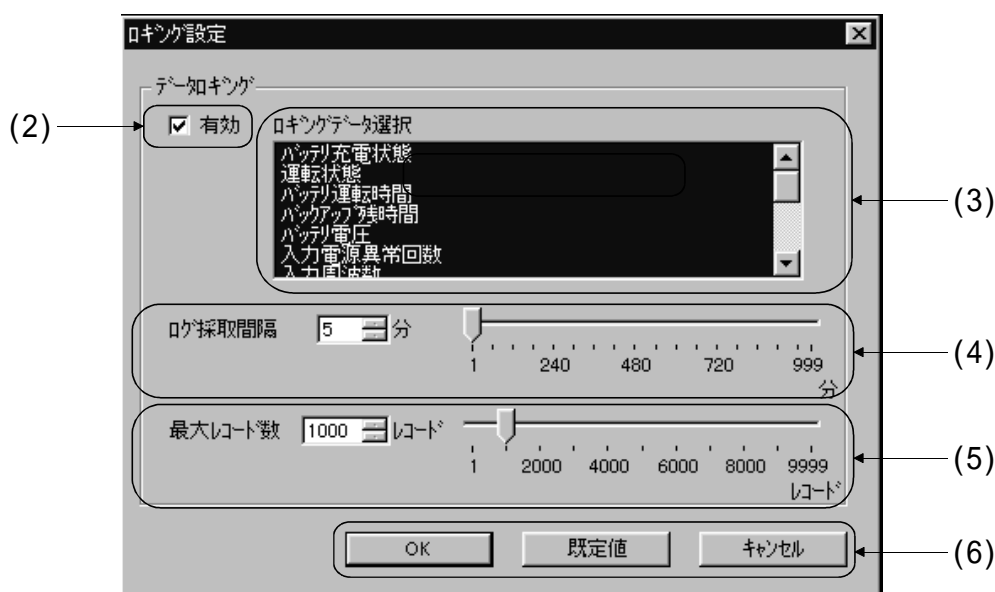 ﾛｷﾞﾝｸﾞ設定
ﾃﾞｰﾀﾛｷﾞﾝｸﾞ
(2)
有効
ﾛｷﾞﾝｸﾞﾃﾞｰﾀ選択
ﾊﾞｯﾃﾘ充電状態
運転状態
ﾊﾞｯﾃﾘ運転時間
ﾊﾞｯｸｱｯﾌﾟ残時間
ﾊﾞｯﾃﾘ電圧
入力電源異常回数
入力周波数
(3)
ﾛｸﾞ採取間隔 5 分
1 240 480 720 999
分
(4)
最大ﾚｺｰﾄﾞ数 1000 ﾚｺｰﾄﾞ
1 2000 4000 6000 8000 9999
ﾚｺｰﾄﾞ
(5)
OK 既定値 ｷｬﾝｾﾙ
(6)